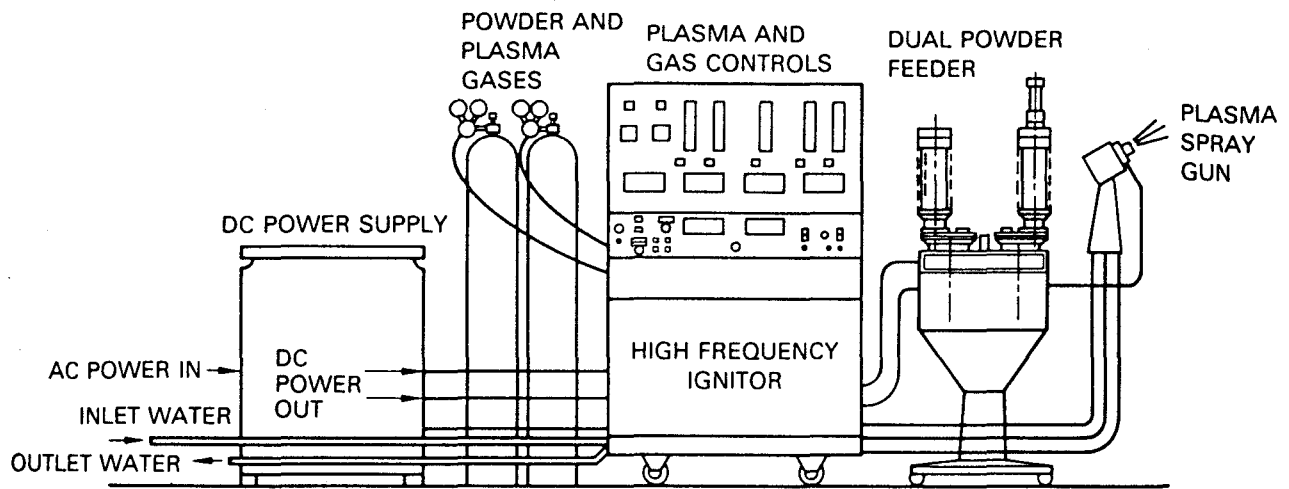 POWDER AND
PLASMA
GASES
PLASMA AND
GAS CONTROLS
DUAL POWDER
FEEDER
PLASMA
SPRAY
GUN
DC POWER SUPPLY
AC POWER IN
DC
POWER
OUT
HIGH FREQUENCY
IGNITOR
INLET WATER
OUTLET WATER